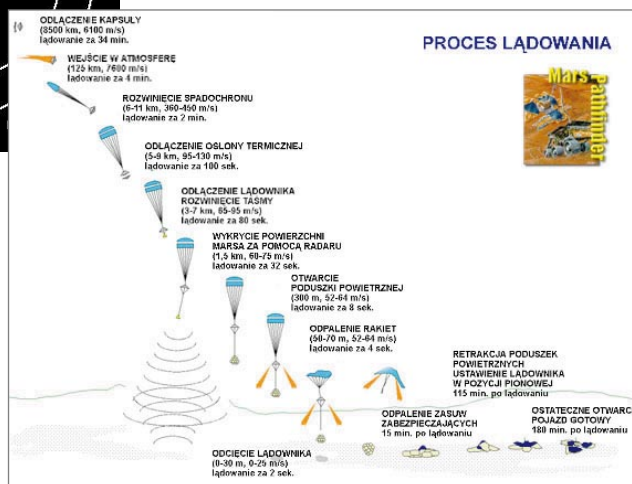 ODŁĄCZENIE KAPSUŁY
(8500 km, 6100 m/s)
lądowanie za 34 min.
PROCES LĄDOWANIA
WEJŚCIE W ATMOSFERĘ
(125 km, 7600 m/s)
lądowanie za 4 min.
Mars Pathfinder
ROZWINIĘCIE SPADOCHRONU
(6-11 km, 360-450 m/s)
lądowanie za 2 min.
ODŁĄCZENIE OSLONY TERMICZNEJ
(5-9 km, 95-130 m/s)
lądowanie za 100 sek.
ODŁĄCZENIE LĄDOWNIKA
ROZWINIĘCIE TAŚMY
(3-7 km, 65-95 m/s)
lądowanie za 80 sek.
WYKRYCIE POWIERZCHNI
MARSA ZA POMOCĄ RADARU
(1,5 km, 60-75 m/s)
lądowanie za 32 sek.
OTWARCIE
PODUSZKI POWIETRZNEJ
(300 m, 52-64 m/s)
lądowanie za 8 sek.
ODPALENIE RAKIET
(50-70 m, 52-64 m/s)
lądowanie za 4 sek.
RETRAKCJA PODUSZEK
POWIETRZNYCH
USTAWIENIE LĄDOWNIKA
W POZYCJI PIONOWEJ
115 min. po lądowaniu
ODPALENIE ZASUW
ZABEZPIECZAJĄCYCH
15 min. po lądowaniu
OSTATECZNE OTWARC
POJAZD GOTOWY
180 min. po lądowaniu
ODCIĘCIE LĄDOWNIKA
(0-30 m, 0-25 m/s)
lądowanie za 2 sek.